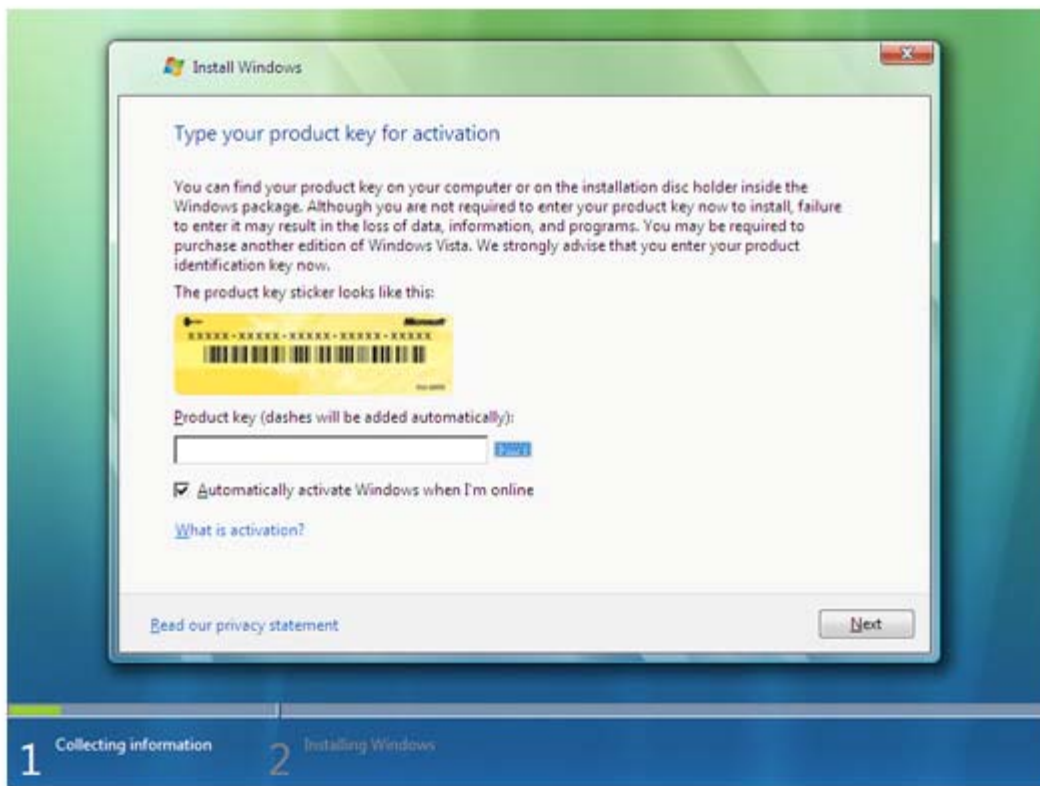 Install Windows
Type your product key for activation
You can find your product key on your computer or on the installation disc holder inside the
Windows package. Although you are not required to enter your product key now to install, failure
to enter it may result in the loss of data, information, and programs. You may be required to
purchase another edition of Windows Vista. We strongly advise that you enter your product
identification key now.
The product key sticker looks like this:
Microsoft
XXXXX-XXXXX-XXXXX-XXXXX-XXXXX
Product key (dashes will be added automatically):
Automatically activate Windows when I'm online
What is activation?
Read our privacy statement
Next
1 Collecting information
2 Installing Windows